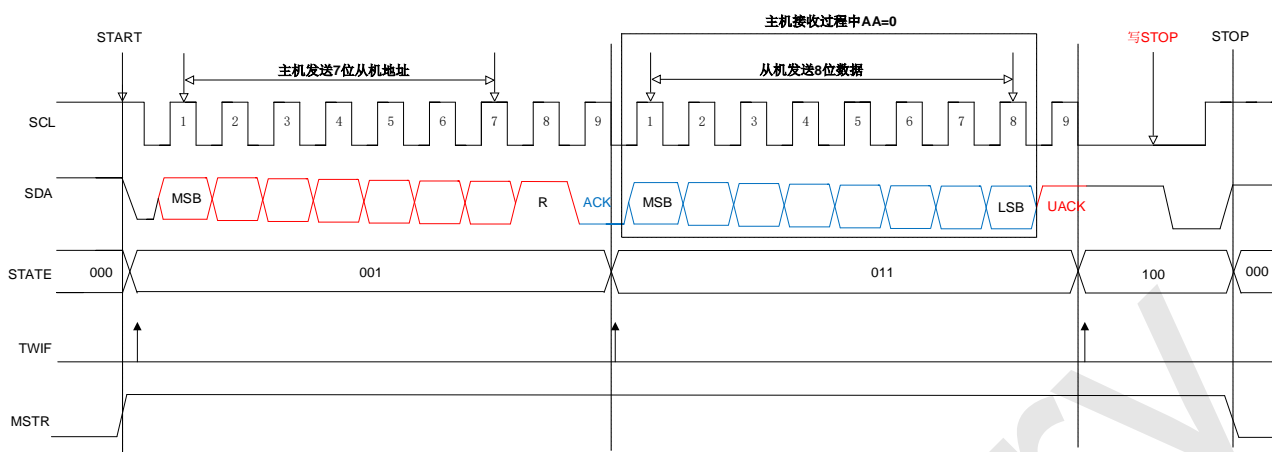 主机接收过程中AA=0
START
写STOP
STOP
主机发送7位从机地址
从机发送8位数据
SCL
1 2 3 4 5 6 7 8 9 1 2 3 4 5 6 7 8 9
SDA
MSB R ACK MSB LSB UACK
STATE
000 001 011 100 000
TWIF
MSTR